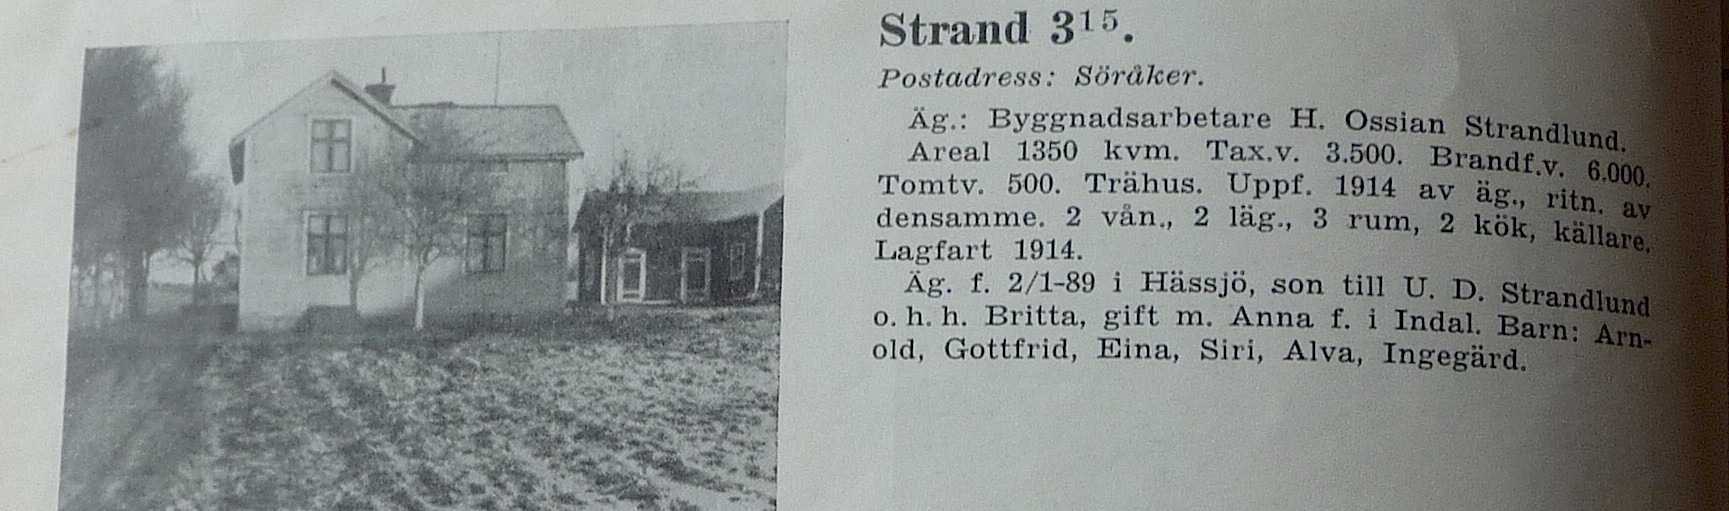 Strand 3¹⁵.
Postadress: Söråker.
Äg.: Byggnadsarbetare H. Ossian Strandlund.
Areal 1350 kvm. Tax.v. 3.500. Brandf.v. 6.000.
Tomtv. 500. Trähus. Uppf. 1914 av äg., ritn. av
densamme. 2 vån., 2 läg., 3 rum, 2 kök, källare.
Lagfart 1914.
Äg. f. 2/1-89 i Hässjö, son till U. D. Strandlund
o. h. h. Britta, gift m. Anna f. i Indal. Barn: Arn-
old, Gottfrid, Eina, Siri, Alva, Ingegärd.